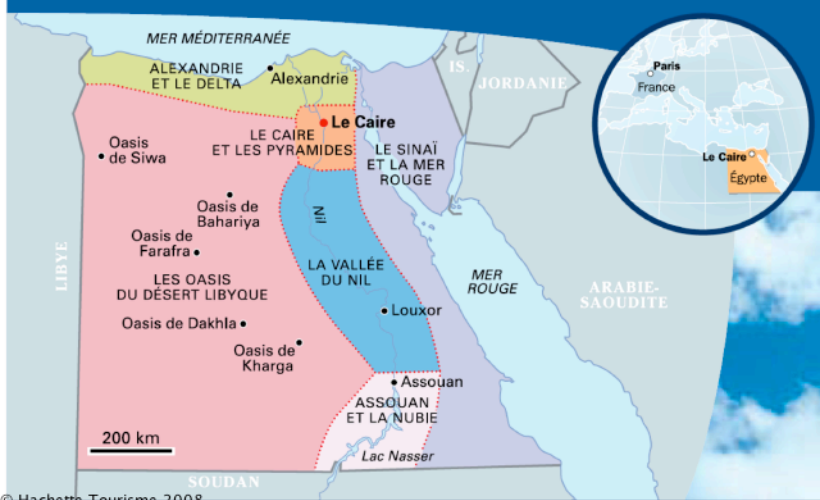 MER MÉDITERRANÉE
ALEXANDRIE
ET LE DELTA
Alexandrie
IS.
JORDANIE
Paris
France
Le Caire
Égypte
Le Caire
LE CAIRE
ET LES PYRAMIDES
Oasis
de Siwa
LE SINAÏ
ET LA MER
ROUGE
Oasis de
Bahariya
Nil
Oasis de
Farafra
LIBYE
LES OASIS
DU DÉSERT LIBYQUE
LA VALLÉE
DU NIL
MER
ROUGE
ARABIE-
SAOUDITE
Louxor
Oasis de Dakhla
Oasis de
Kharga
Assouan
ASSOUAN
ET LA NUBIE
200 km
Lac Nasser
SOUDAN
© Hachette Tourisme 2008